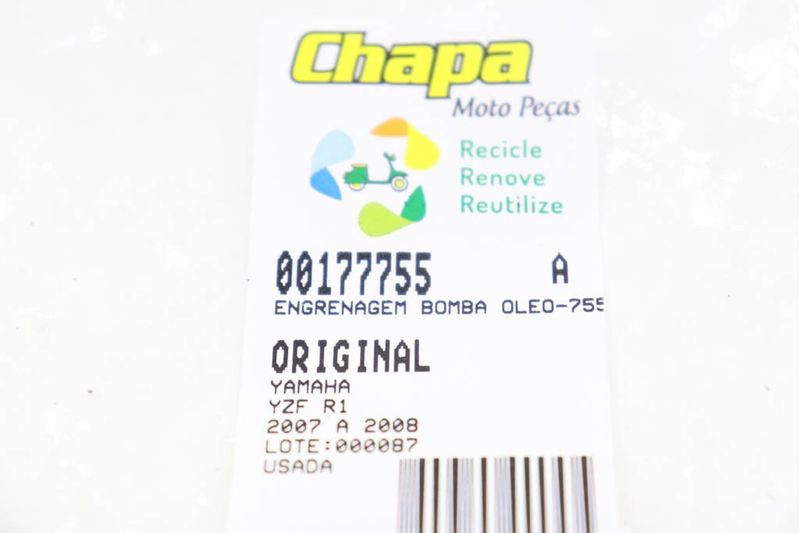 Chapa
Moto Peças
Recicle
Renove
Reutilize
00177755 A
ENGRENAGEM BOMBA OLEO-755
ORIGINAL
YAMAHA
YZF R1
2007 A 2008
LOTE:000087
USADA